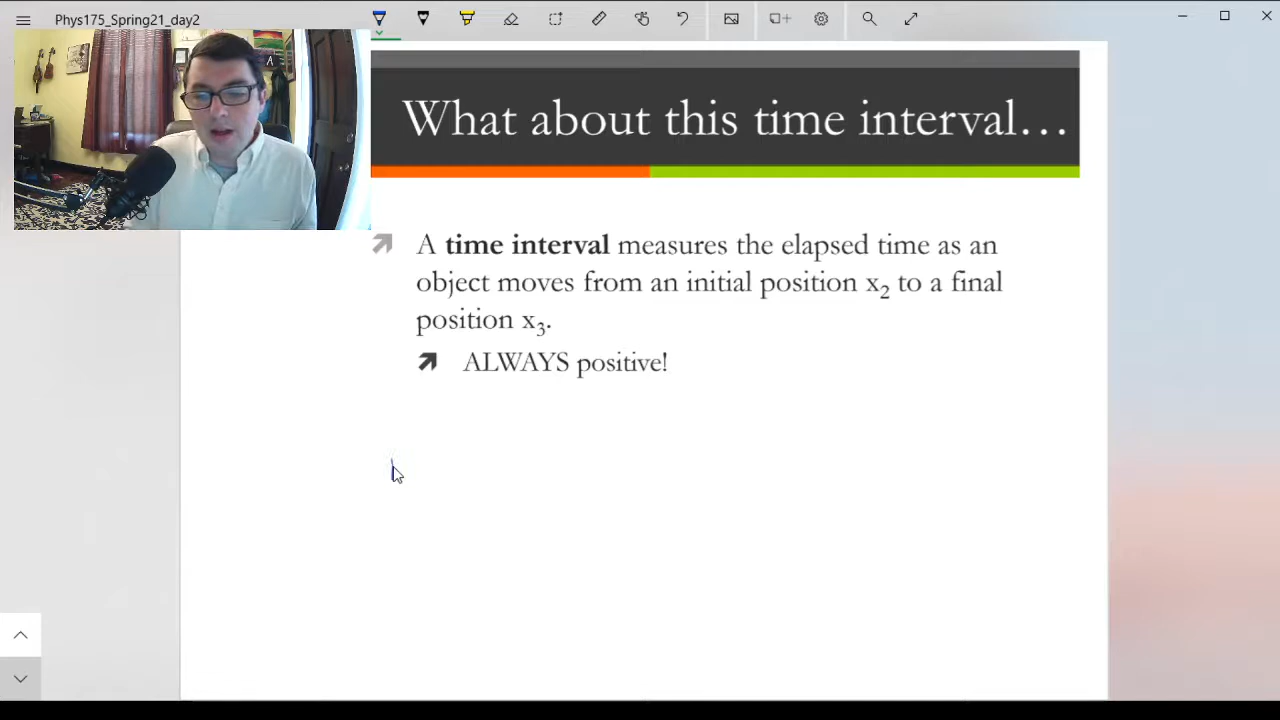 Phys175_Spring21_day2
What about this time interval…
A time interval measures the elapsed time as an
object moves from an initial position x₂ to a final
position x₃.
ALWAYS positive!